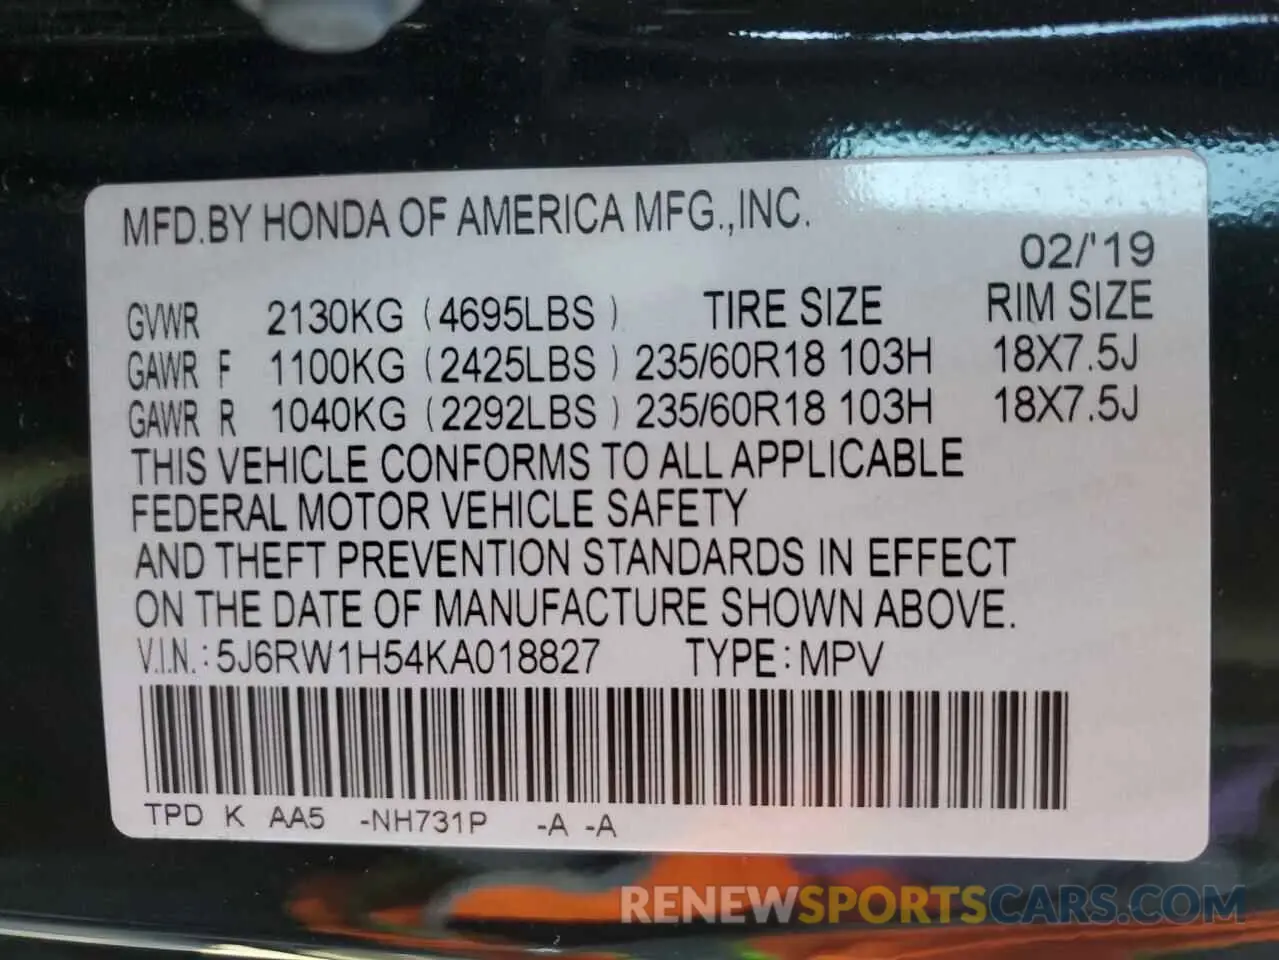 MFD.BY HONDA OF AMERICA MFG.,INC.
02/'19
GVWR 2130KG (4695LBS) TIRE SIZE RIM SIZE
GAWR F 1100KG (2425LBS) 235/60R18 103H 18X7.5J
GAWR R 1040KG (2292LBS) 235/60R18 103H 18X7.5J
THIS VEHICLE CONFORMS TO ALL APPLICABLE
FEDERAL MOTOR VEHICLE SAFETY
AND THEFT PREVENTION STANDARDS IN EFFECT
ON THE DATE OF MANUFACTURE SHOWN ABOVE.
V.I.N.: 5J6RW1H54KA018827 TYPE: MPV
TPD K AA5 -NH731P -A -A
RENEWSPORTSCARS.COM